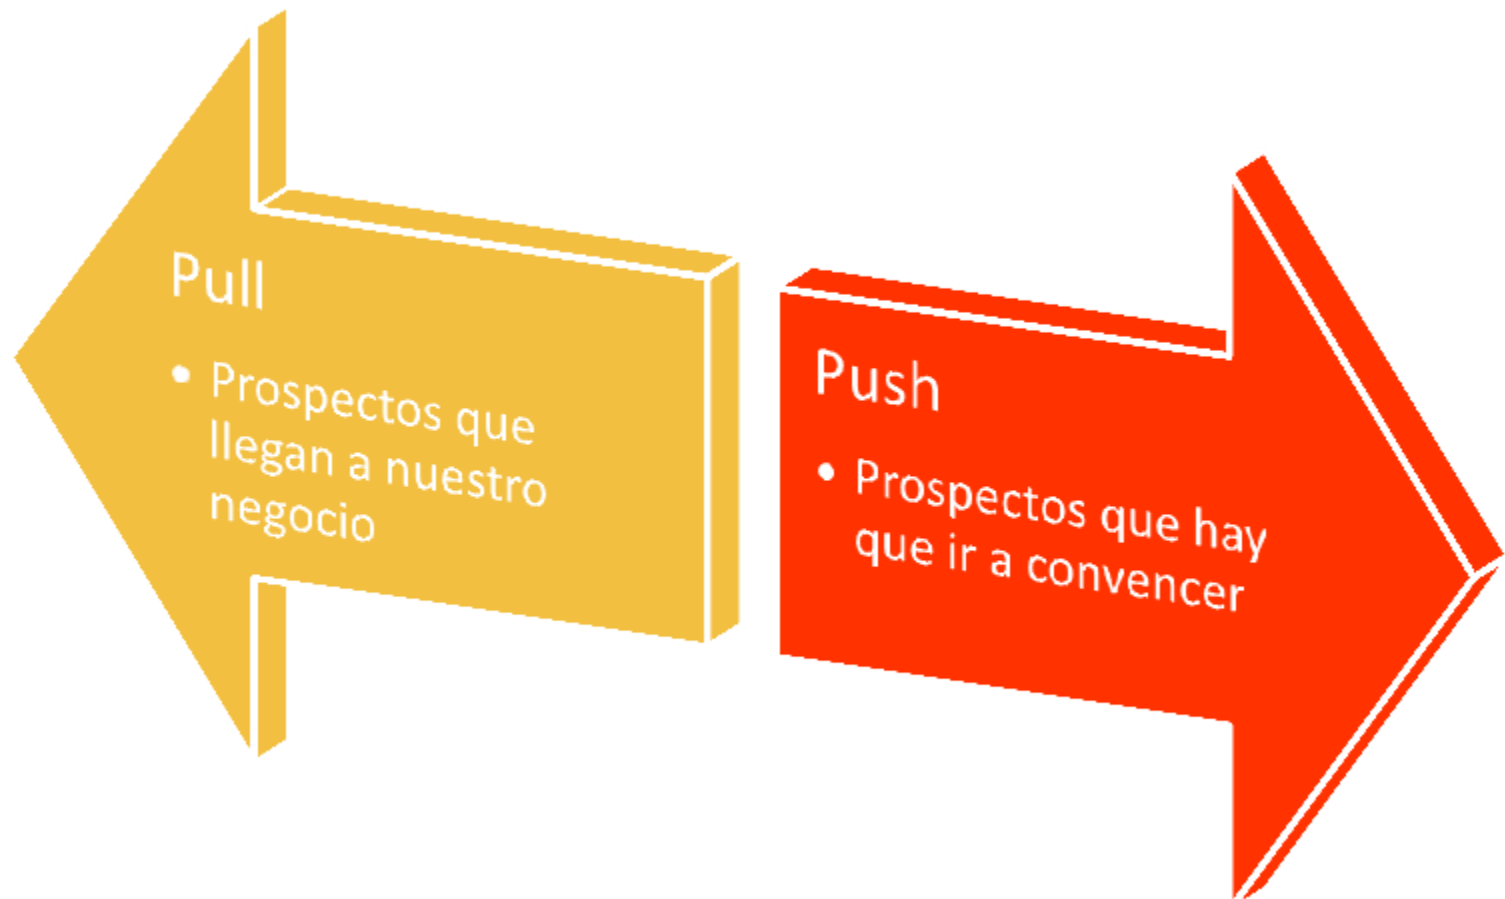 Pull
• Prospectos que
llegan a nuestro
negocio
Push
• Prospectos que hay
que ir a convencer